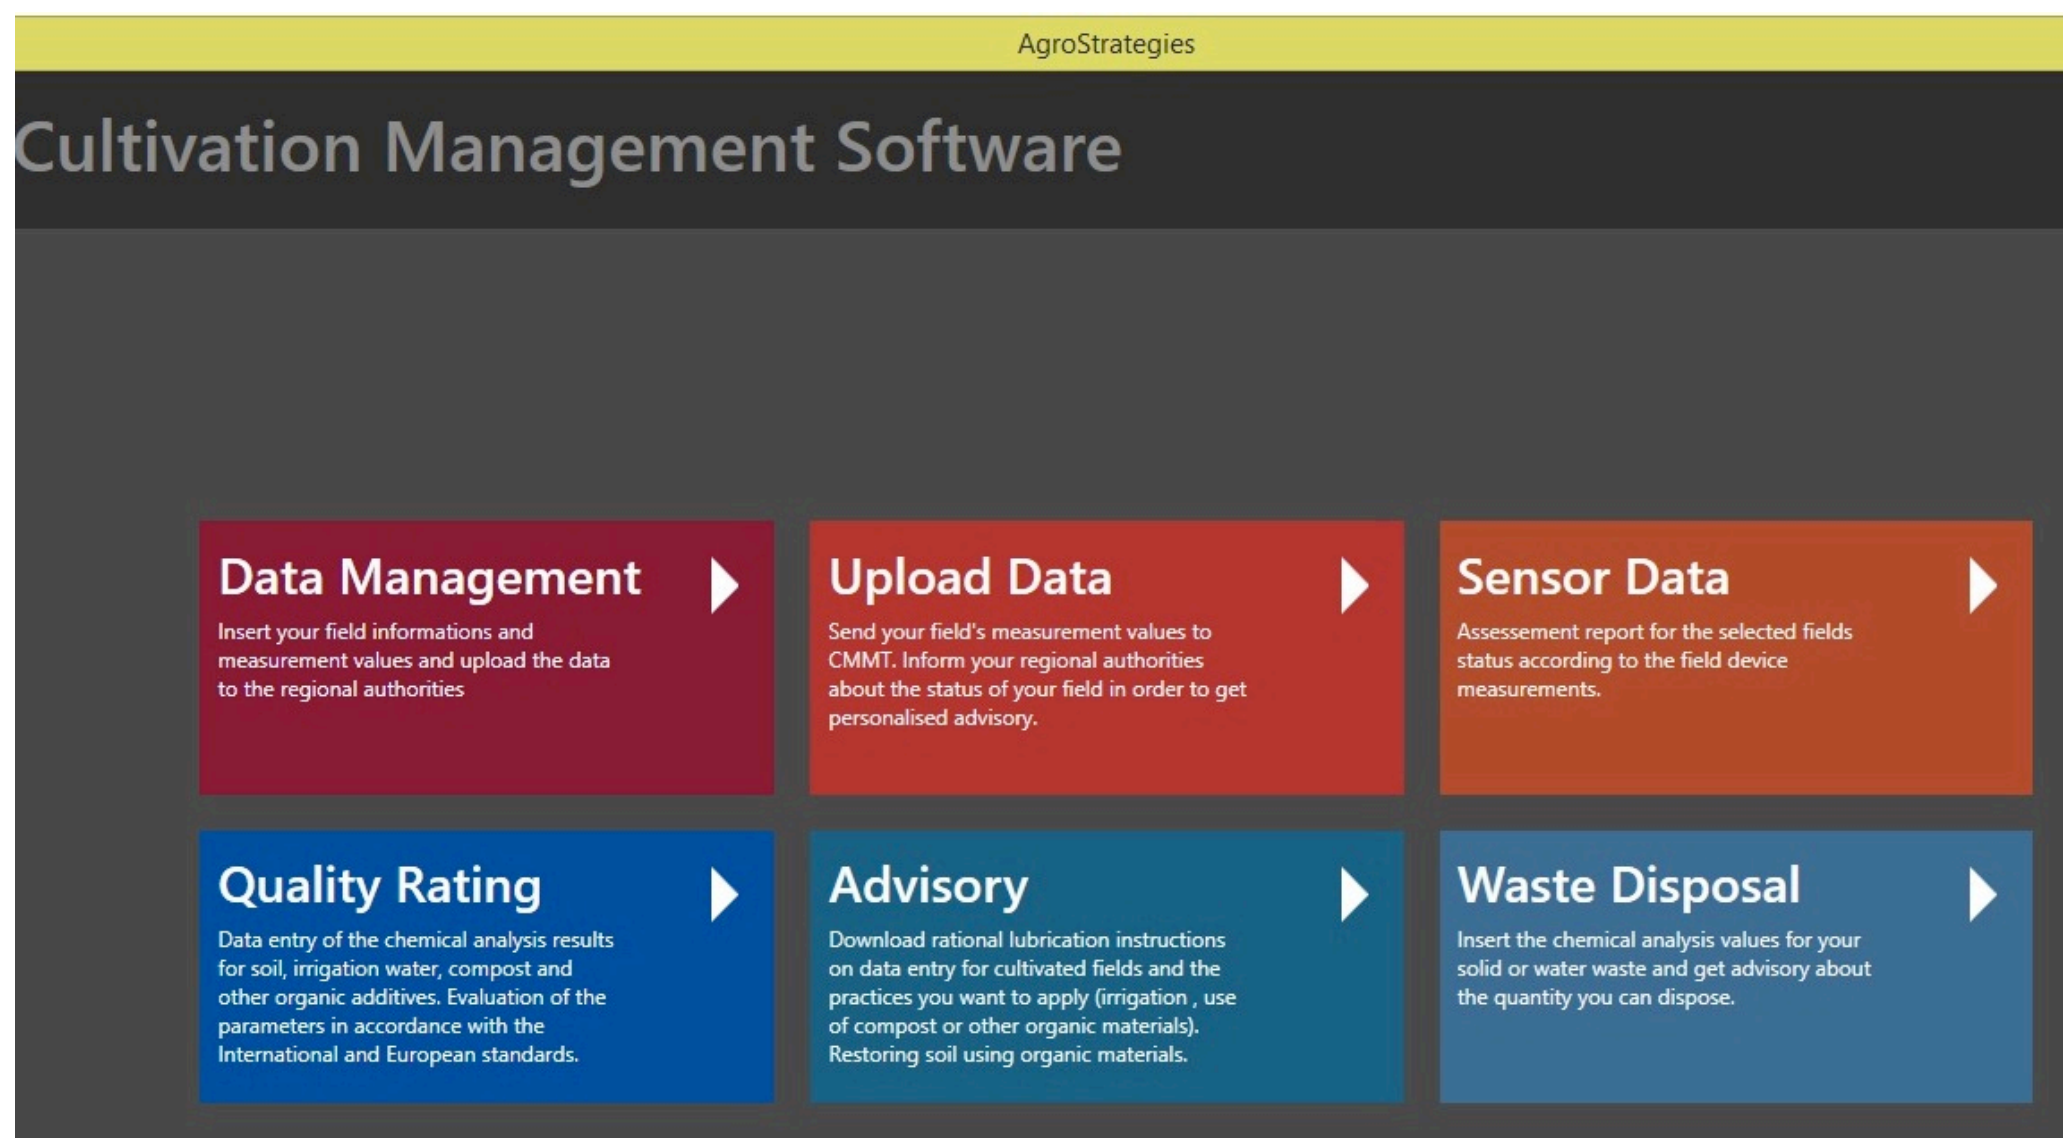 AgroStrategies
Cultivation Management Software
Data Management
Insert your field informations and
measurement values and upload the data
to the regional authorities
Upload Data
Send your field's measurement values to
CMMT. Inform your regional authorities
about the status of your field in order to get
personalised advisory.
Sensor Data
Assessement report for the selected fields
status according to the field device
measurements.
Quality Rating
Data entry of the chemical analysis results
for soil, irrigation water, compost and
other organic additives. Evaluation of the
parameters in accordance with the
International and European standards.
Advisory
Download rational lubrication instructions
on data entry for cultivated fields and the
practices you want to apply (irrigation , use
of compost or other organic materials).
Restoring soil using organic materials.
Waste Disposal
Insert the chemical analysis values for your
solid or water waste and get advisory about
the quantity you can dispose.